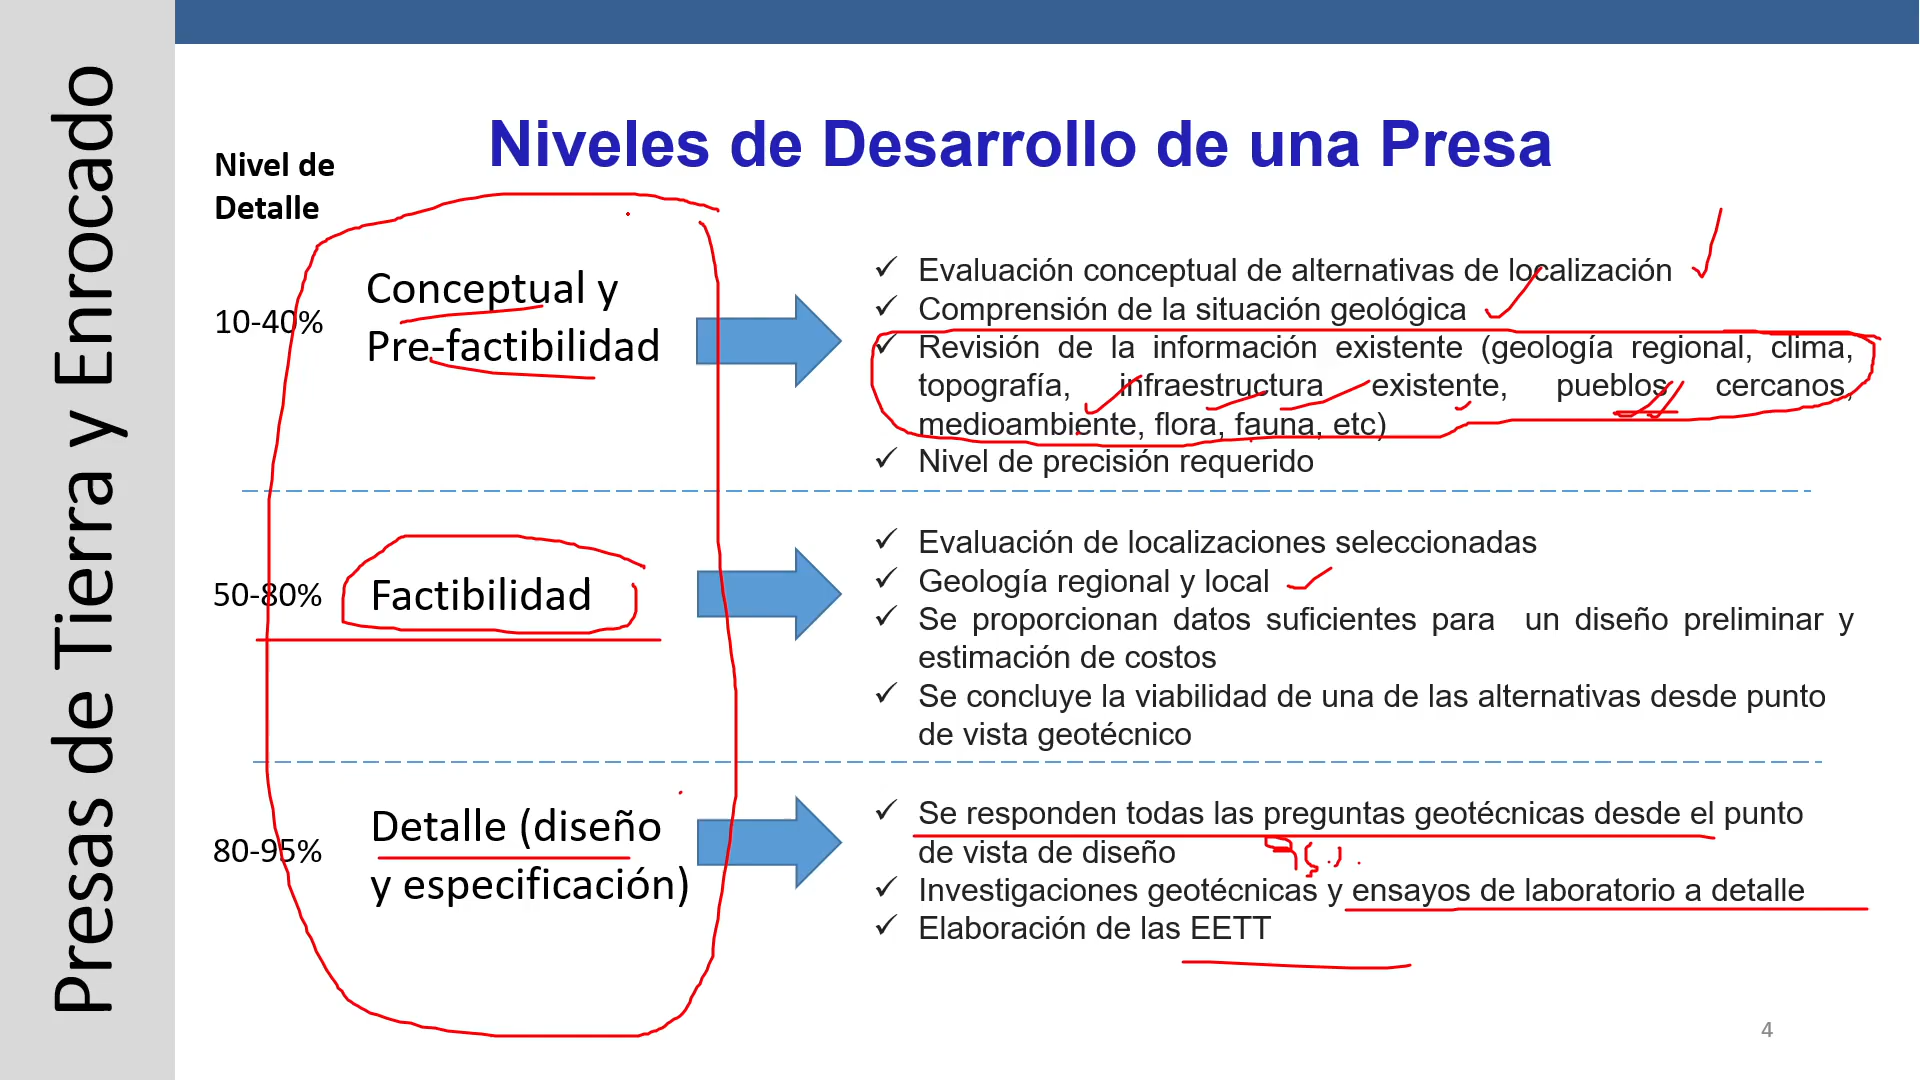 Presas de Tierra y Enrocado
Niveles de Desarrollo de una Presa
Nivel de
Detalle
10-40%
Conceptual y
Pre-factibilidad
✓ Evaluación conceptual de alternativas de localización
✓ Comprensión de la situación geológica
✓ Revisión de la información existente (geología regional, clima,
topografía, infraestructura existente, pueblos cercanos,
medioambiente, flora, fauna, etc)
✓ Nivel de precisión requerido
50-80%
Factibilidad
✓ Evaluación de localizaciones seleccionadas
✓ Geología regional y local
✓ Se proporcionan datos suficientes para un diseño preliminar y
estimación de costos
✓ Se concluye la viabilidad de una de las alternativas desde punto
de vista geotécnico
80-95%
Detalle (diseño
y especificación)
✓ Se responden todas las preguntas geotécnicas desde el punto
de vista de diseño
✓ Investigaciones geotécnicas y ensayos de laboratorio a detalle
✓ Elaboración de las EETT
4